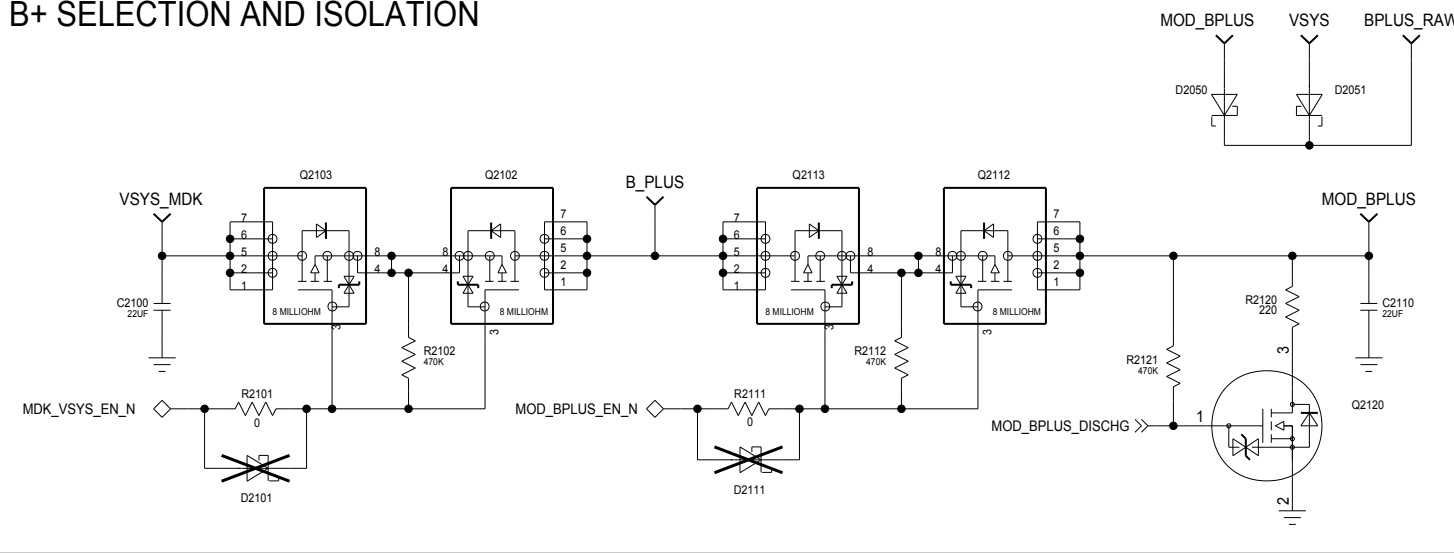 B+ SELECTION AND ISOLATION
MOD_BPLUS VSYS BPLUS_RAW
D2050 D2051
Q2103 Q2102 B_PLUS Q2113 Q2112
VSYS_MDK MOD_BPLUS
7 7 7 7
6 6 6 6
5 8 8 5 5 8 8 5
2 4 4 2 2 4 4 2
1 1 1 1
C2100
22UF
8 MILLIOHM 8 MILLIOHM 8 MILLIOHM 8 MILLIOHM
R2120
220
C2110
22UF
3 3 3 3
R2102
470K
R2112
470K
R2121
470K
3
MDK_VSYS_EN_N R2101
0
MOD_BPLUS_EN_N R2111
0
MOD_BPLUS_DISCHG 1 Q2120
D2101 D2111
2